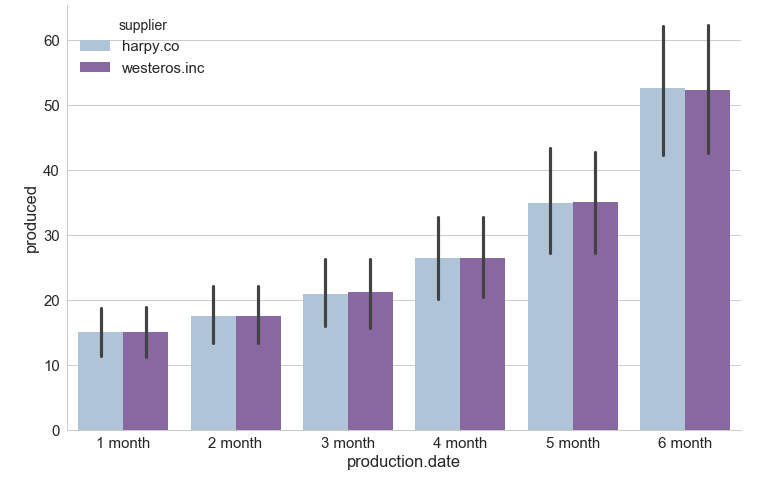 supplier
harpy.co
westeros.inc
60
50
40
30
20
10
0
produced
1 month 2 month 3 month 4 month 5 month 6 month
production.date